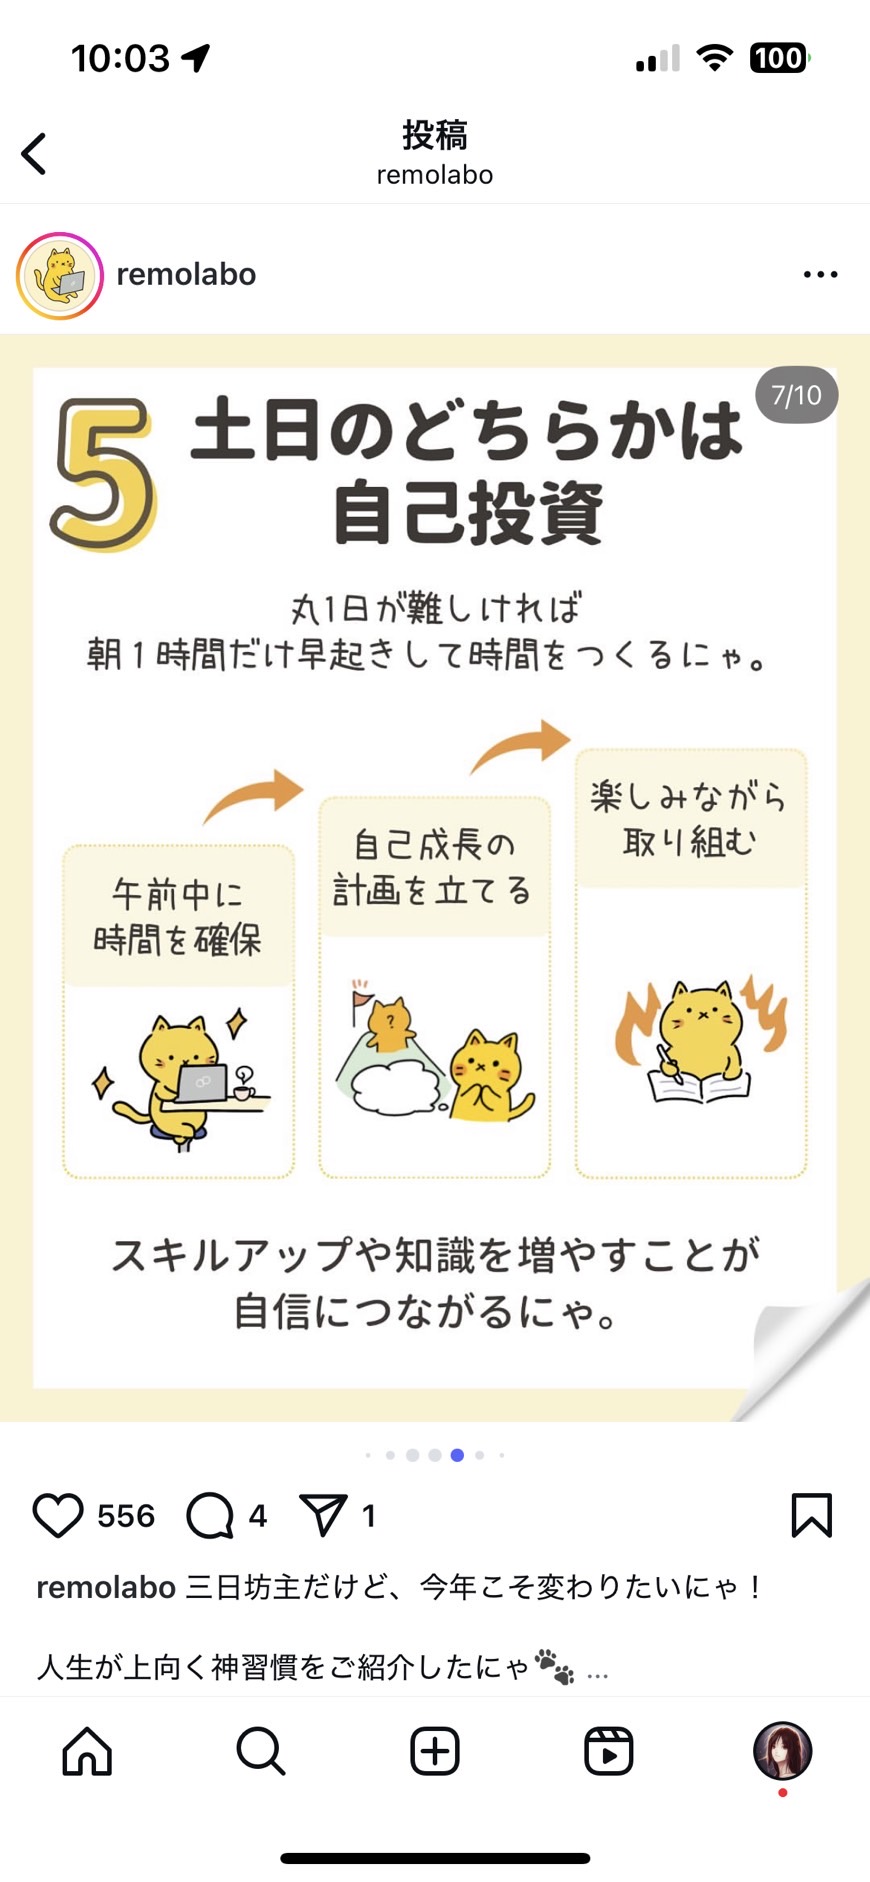 10:03
100
投稿
remolabo
remolabo
7/10
5
土日のどちらかは
自己投資
丸1日が難しければ
朝1時間だけ早起きして時間をつくるにゃ。
午前中に
時間を確保
自己成長の
計画を立てる
?
楽しみながら
取り組む
スキルアップや知識を増やすことが
自信につながるにゃ。
556
4
1
remolabo 三日坊主だけど、今年こそ変わりたいにゃ！
人生が上向く神習慣をご紹介したにゃ🐾 ...